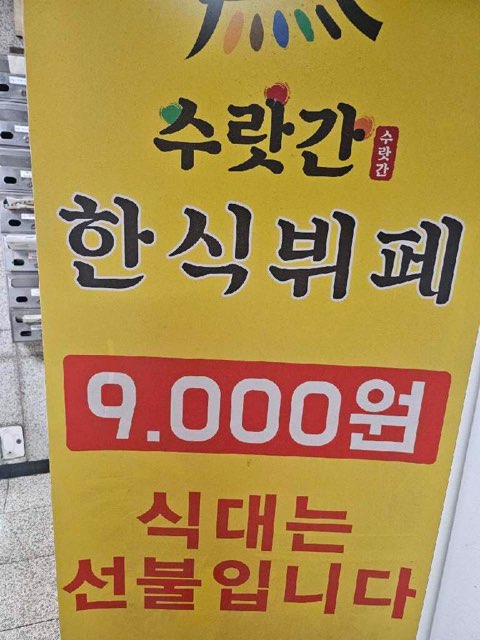 수랏간
수랏간
한식뷔페
9.000원
식대는
선불입니다